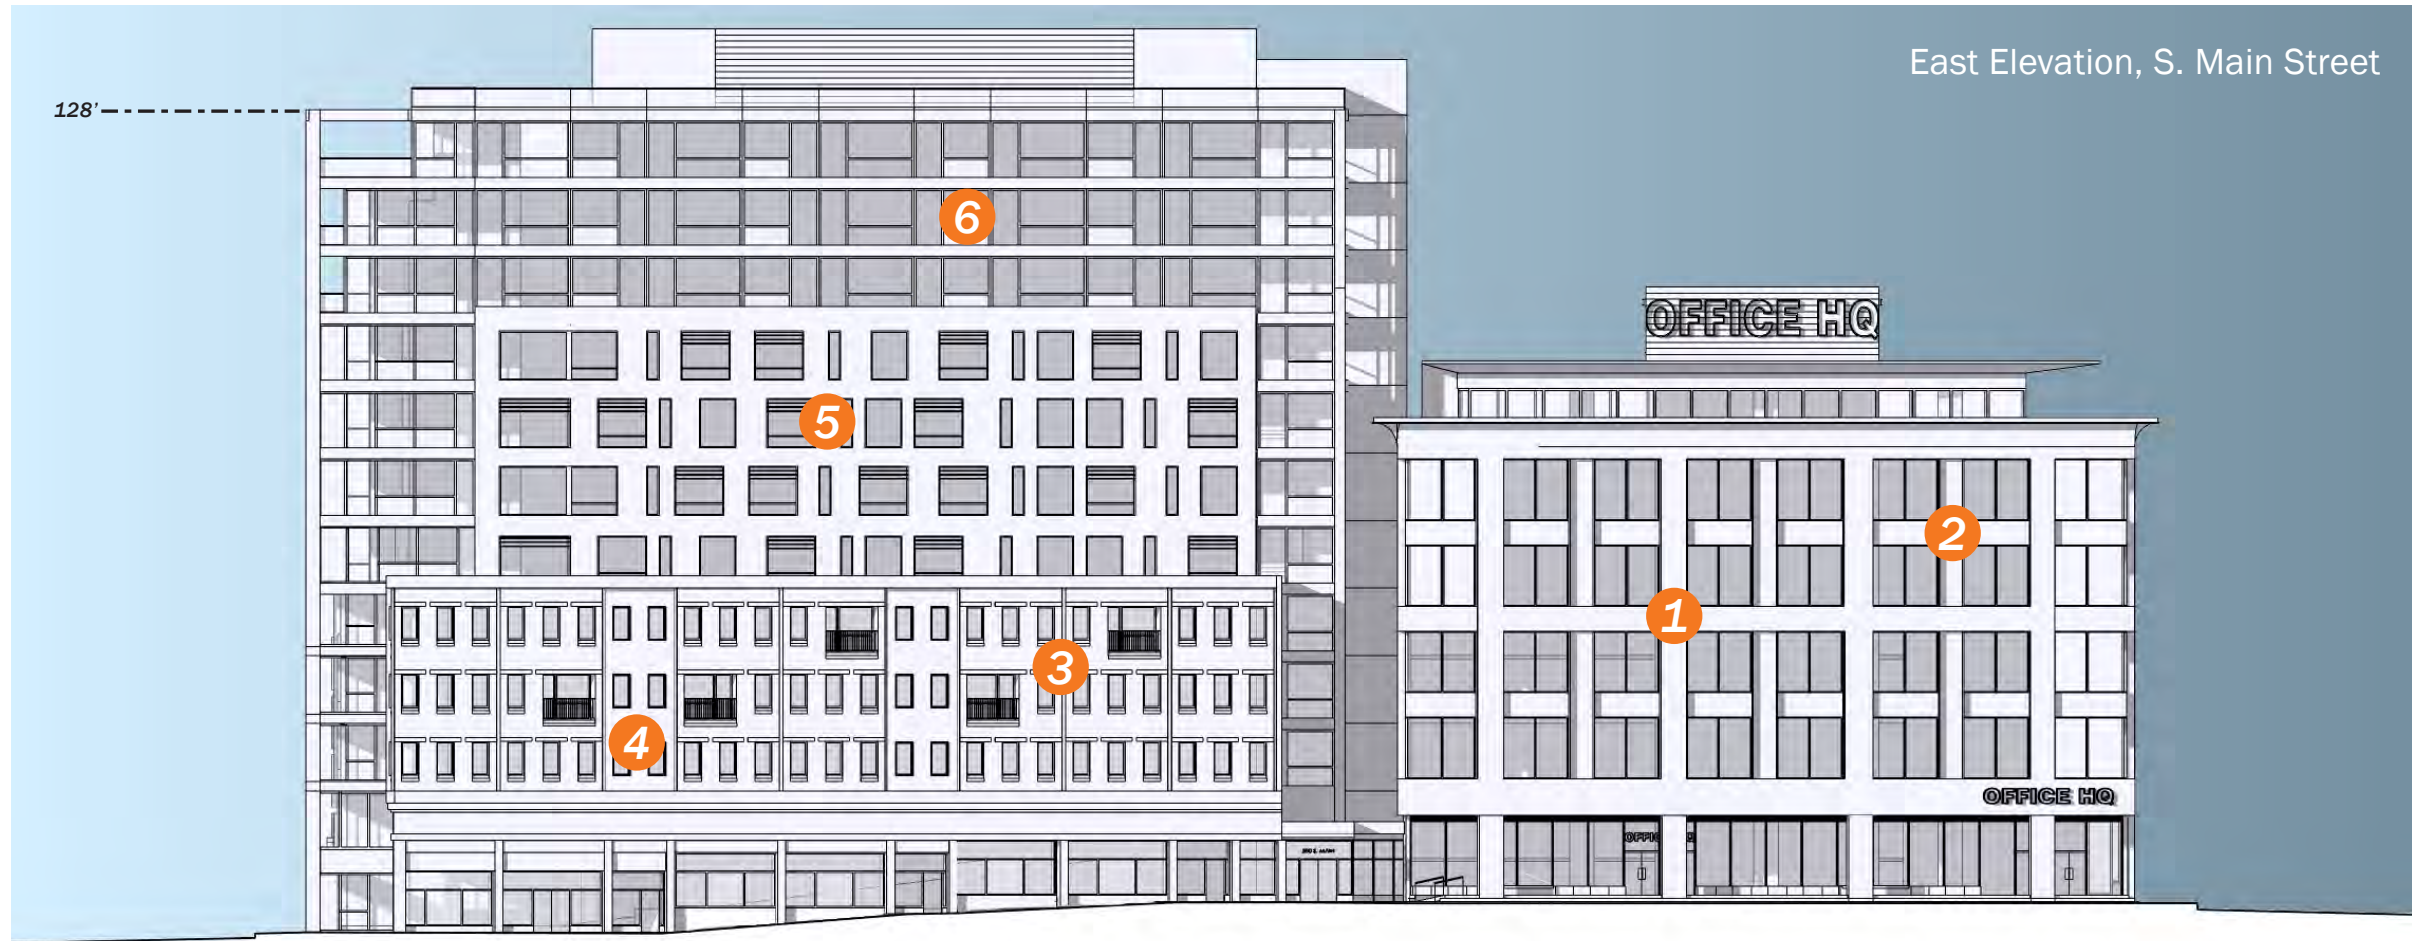 East Elevation, S. Main Street
128'
6
OFFICE HQ
5
2
1
3
4
OFFICE HQ